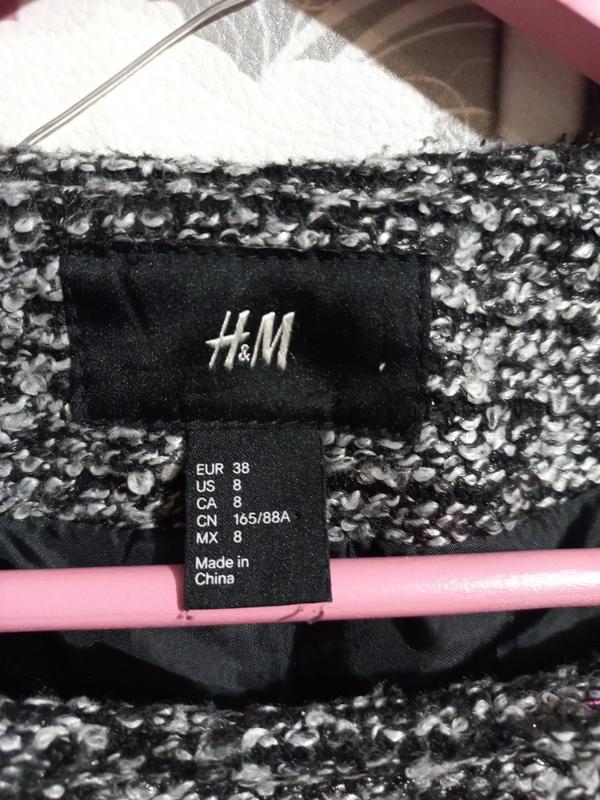 H&M
EUR 38
US 8
CA 8
CN 165/88A
MX 8
Made in
China